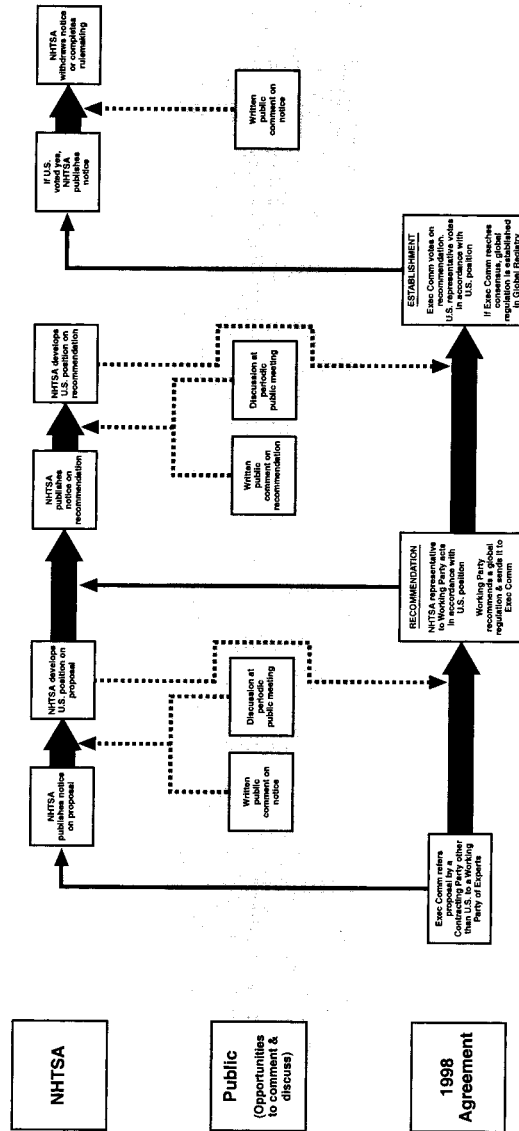 NHTSA
NHTSA
publishes notice
on proposal
NHTSA develops
U.S. position on
proposal
NHTSA
publishes
notice on
recommendation
NHTSA develops
U.S. position on
recommendation
If U.S.
voted yes,
NHTSA
publishes
notice
NHTSA
withdraws notice
or completes
rulemaking
Public
(Opportunities
to comment &
discuss)
Written
public
comment on
notice
Discussion at
periodic
public meeting
Written
public
comment on
recommendation
Discussion at
periodic
public meeting
Written
public
comment on
notice
1998
Agreement
Exec Comm refers
proposal by a
Contracting Party other
than U.S. to a Working
Party of Experts
RECOMMENDATION
NHTSA representative
to Working Party acts
in accordance with
U.S. position
Working Party
recommends a global
regulation & sends it to
Exec Comm
ESTABLISHMENT
Exec Comm votes on
recommendation.
U.S. representative votes
in accordance with
U.S. position
If Exec Comm reaches
consensus, global
regulation is established
in Global Registry